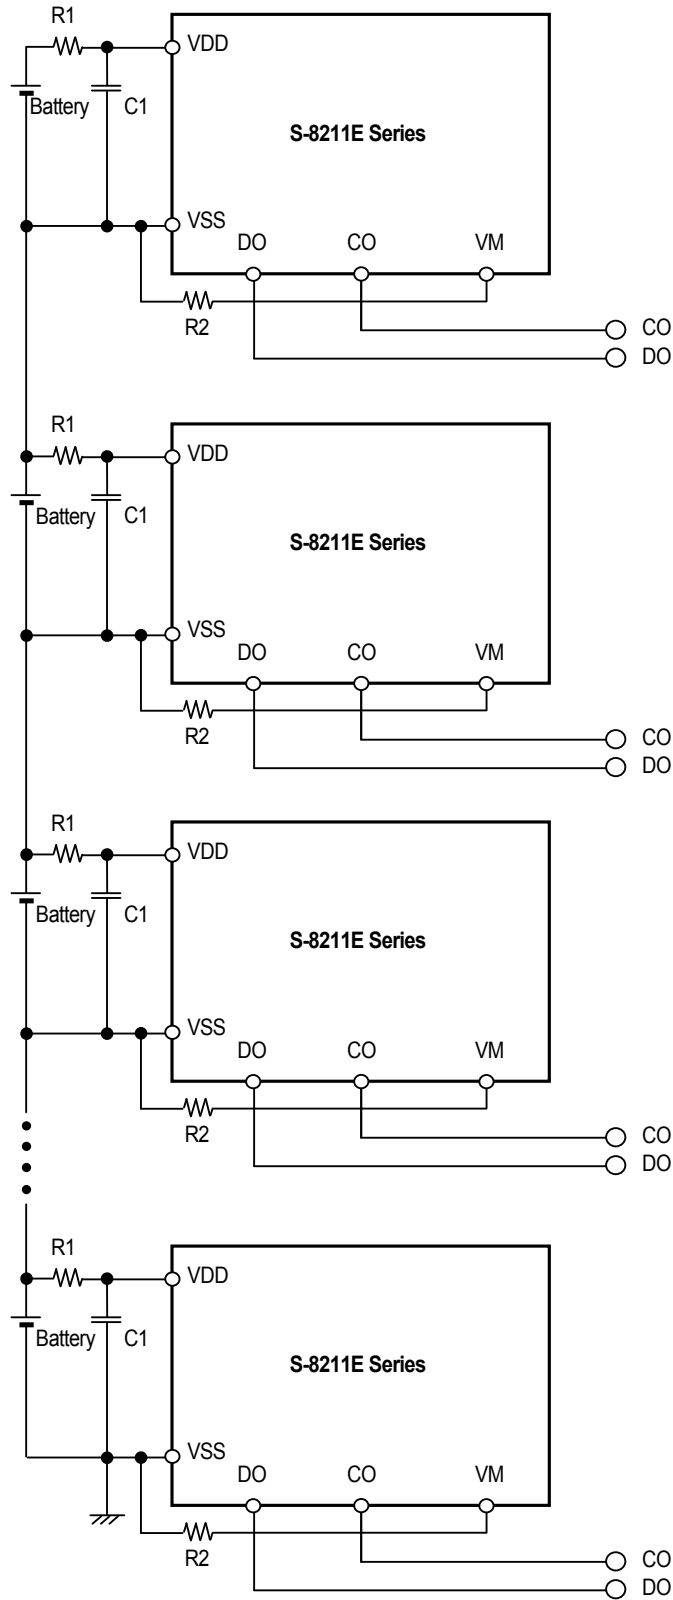 R1
VDD
Battery
C1
S-8211E Series
VSS
DO
CO
VM
R2
CO
DO
R1
VDD
Battery
C1
S-8211E Series
VSS
DO
CO
VM
R2
CO
DO
R1
VDD
Battery
C1
S-8211E Series
VSS
DO
CO
VM
R2
CO
DO
R1
VDD
Battery
C1
S-8211E Series
VSS
DO
CO
VM
R2
CO
DO